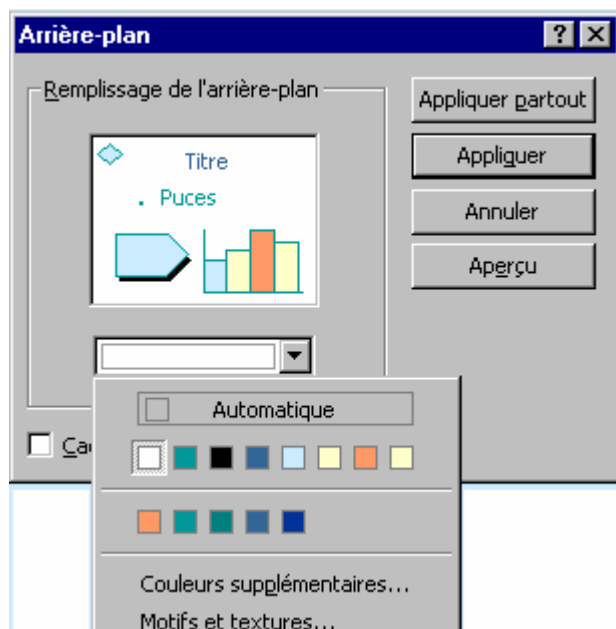 Arrière-plan
Remplissage de l'arrière-plan
Titre
. Puces
Appliquer partout
Appliquer
Annuler
Aperçu
Automatique
Couleurs supplémentaires...
Motifs et textures...